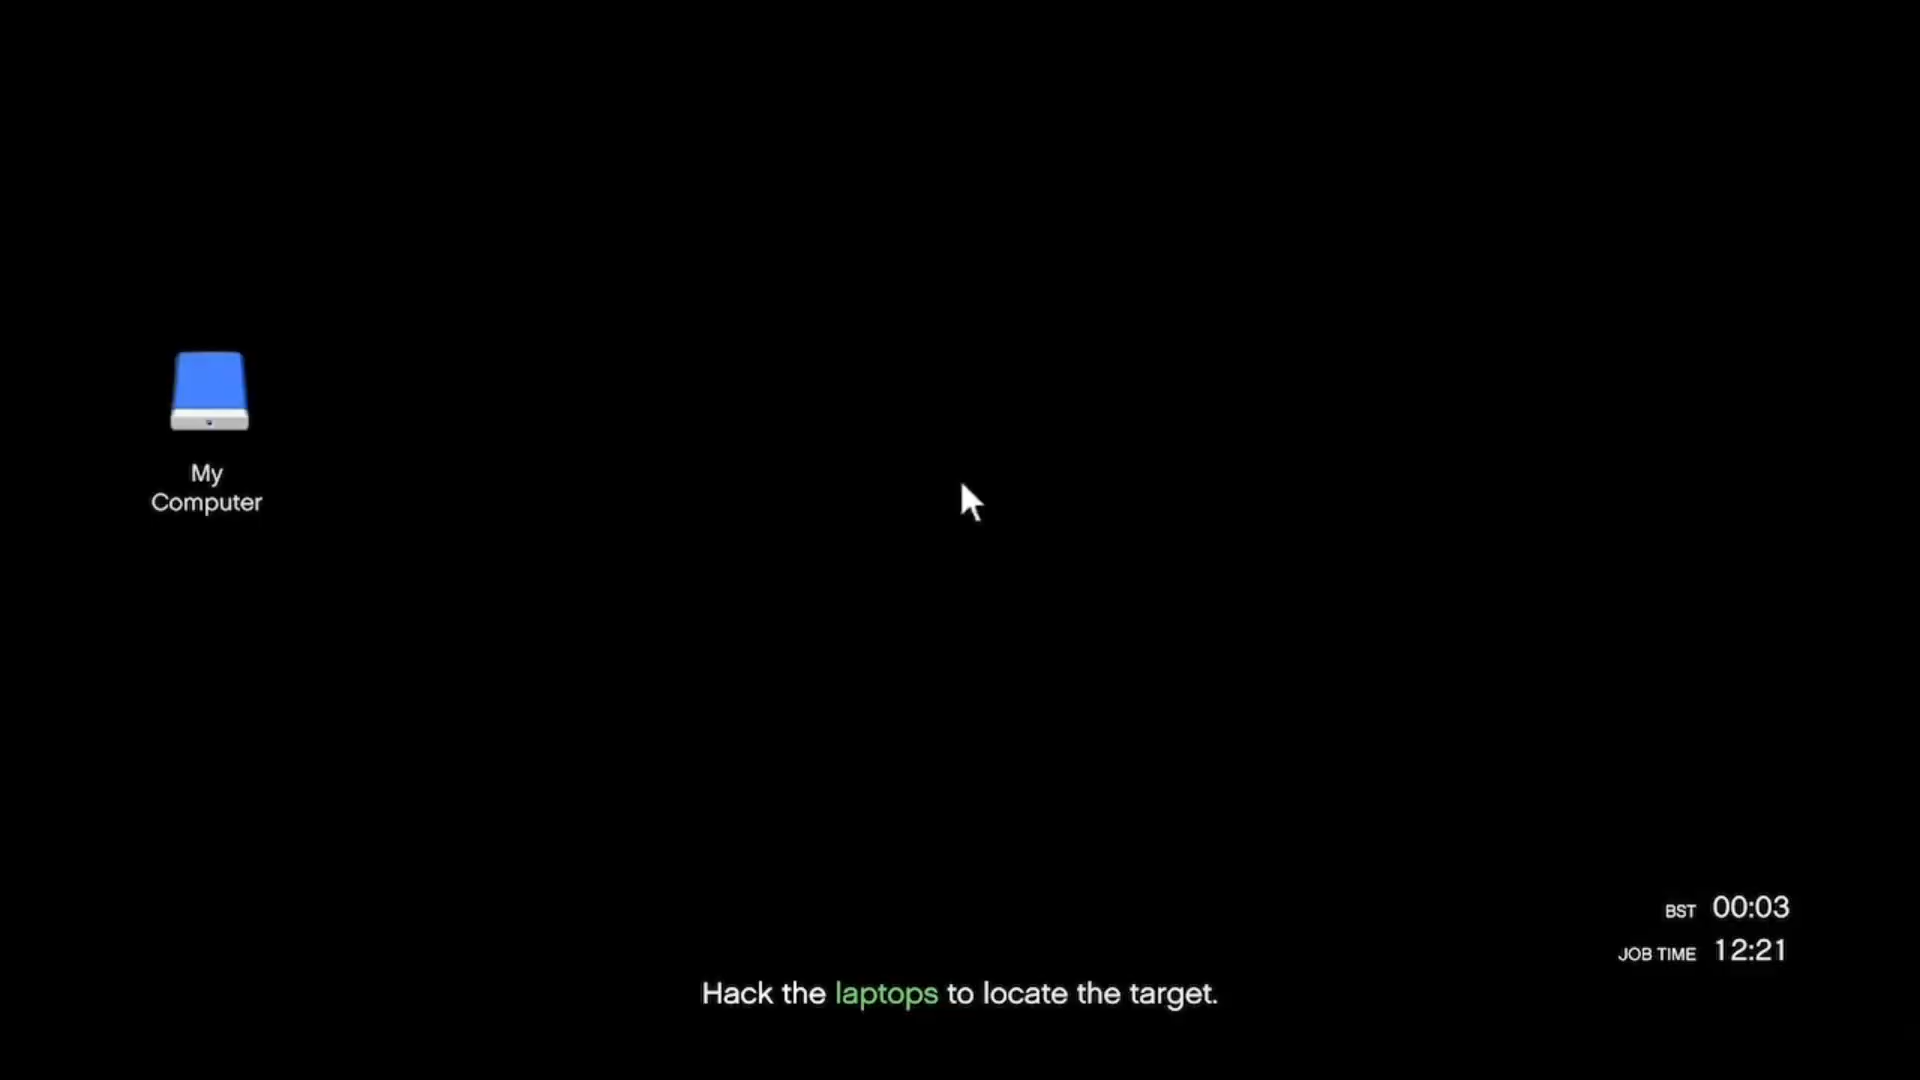 My
Computer
BST 00:03
JOB TIME 12:21
Hack the laptops to locate the target.